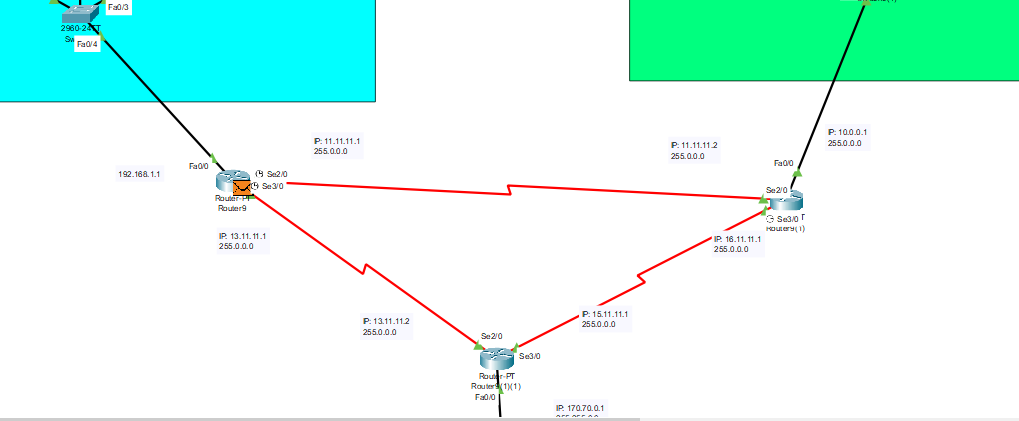 Fa0/3
2960-24TT
Fa0/4
IP: 11.11.11.1
255.0.0.0
IP: 11.11.11.2
255.0.0.0
IP: 10.0.0.1
255.0.0.0
192.168.1.1
Fa0/0
Se2/0
Se3/0
Router-PT
Router9
Fa0/0
Se2/0
Se3/0
Router9(1)
IP: 13.11.11.1
255.0.0.0
IP: 16.11.11.1
255.0.0.0
IP: 13.11.11.2
255.0.0.0
IP: 15.11.11.1
255.0.0.0
Se2/0
Se3/0
Router-PT
Router9(1)(1)
Fa0/0
IP: 170.70.0.1